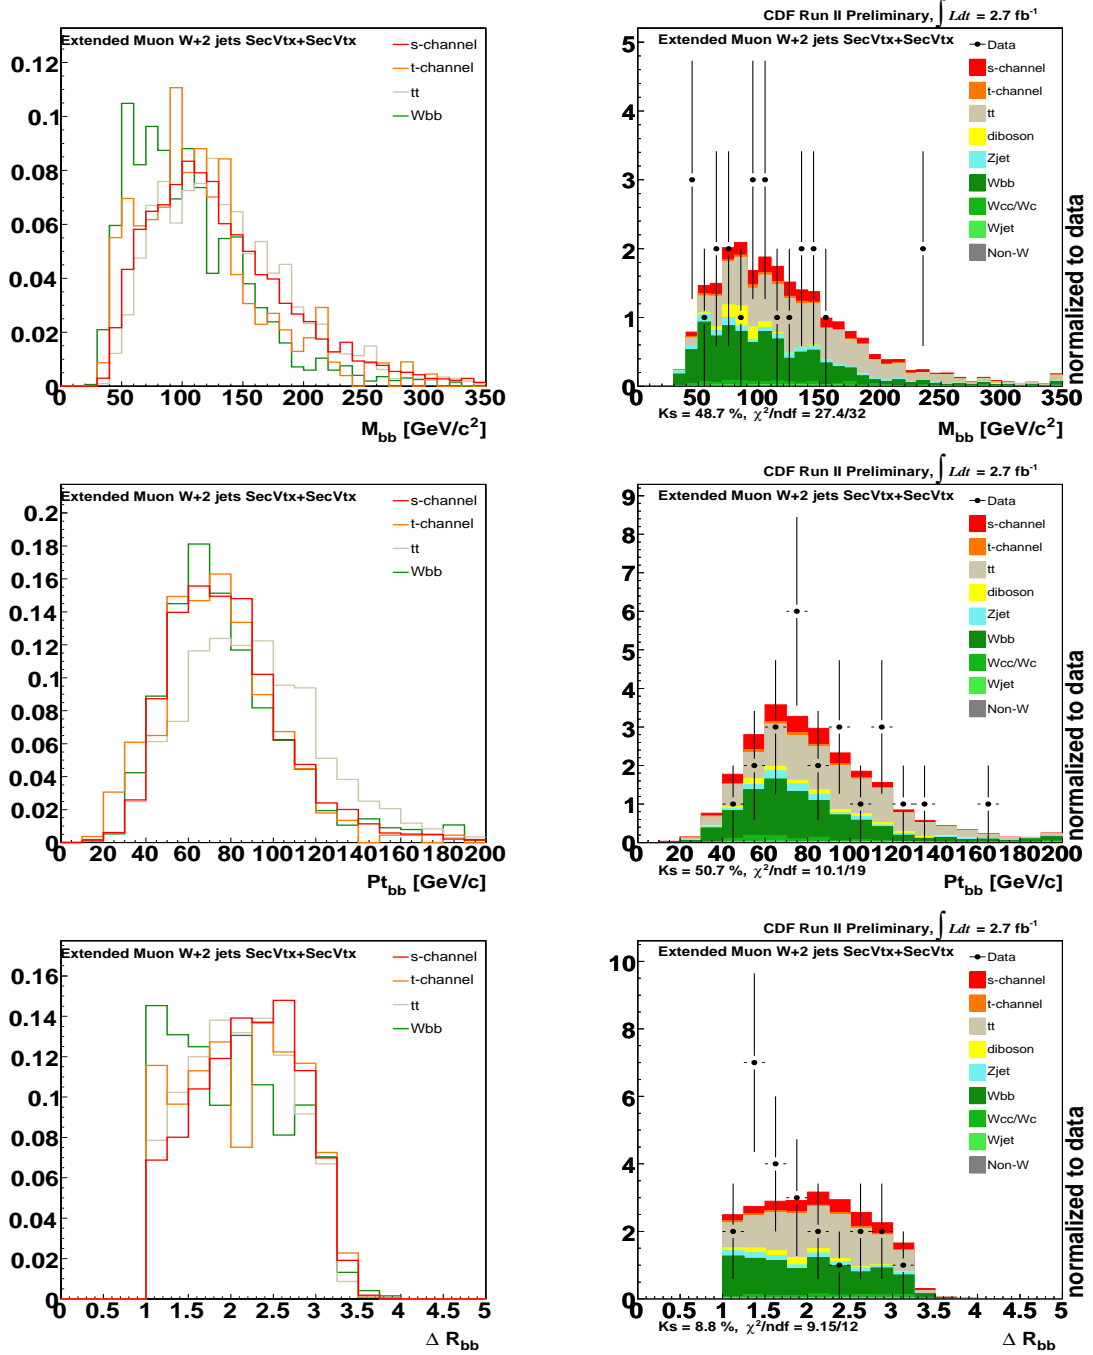 Extended Muon W+2 jets SecVtx+SecVtx
s-channel
t-channel
tt
Wbb
0.12
0.1
0.08
0.06
0.04
0.02
0
0 50 100 150 200 250 300 350
M_bb [GeV/c²]
CDF Run II Preliminary, ∫ Ldt = 2.7 fb⁻¹
Extended Muon W+2 jets SecVtx+SecVtx
Data
s-channel
t-channel
tt
diboson
Zjet
Wbb
Wcc/Wc
Wjet
Non-W
5
4
3
2
1
0
0 50 100 150 200 250 300 350
Ks = 48.7 %, χ²/ndf = 27.4/32
M_bb [GeV/c²]
normalized to data
Extended Muon W+2 jets SecVtx+SecVtx
s-channel
t-channel
tt
Wbb
0.2
0.18
0.16
0.14
0.12
0.1
0.08
0.06
0.04
0.02
0
0 20 40 60 80 100 120 140 160 180 200
Pt_bb [GeV/c]
CDF Run II Preliminary, ∫ Ldt = 2.7 fb⁻¹
Extended Muon W+2 jets SecVtx+SecVtx
Data
s-channel
t-channel
tt
diboson
Zjet
Wbb
Wcc/Wc
Wjet
Non-W
9
8
7
6
5
4
3
2
1
0
0 20 40 60 80 100 120 140 160 180 200
Ks = 50.7 %, χ²/ndf = 10.1/19
Pt_bb [GeV/c]
normalized to data
Extended Muon W+2 jets SecVtx+SecVtx
s-channel
t-channel
tt
Wbb
0.16
0.14
0.12
0.1
0.08
0.06
0.04
0.02
0
0 0.5 1 1.5 2 2.5 3 3.5 4 4.5 5
Δ R_bb
CDF Run II Preliminary, ∫ Ldt = 2.7 fb⁻¹
Extended Muon W+2 jets SecVtx+SecVtx
Data
s-channel
t-channel
tt
diboson
Zjet
Wbb
Wcc/Wc
Wjet
Non-W
10
8
6
4
2
0
0 0.5 1 1.5 2 2.5 3 3.5 4 4.5 5
Ks = 8.8 %, χ²/ndf = 9.15/12
Δ R_bb
normalized to data